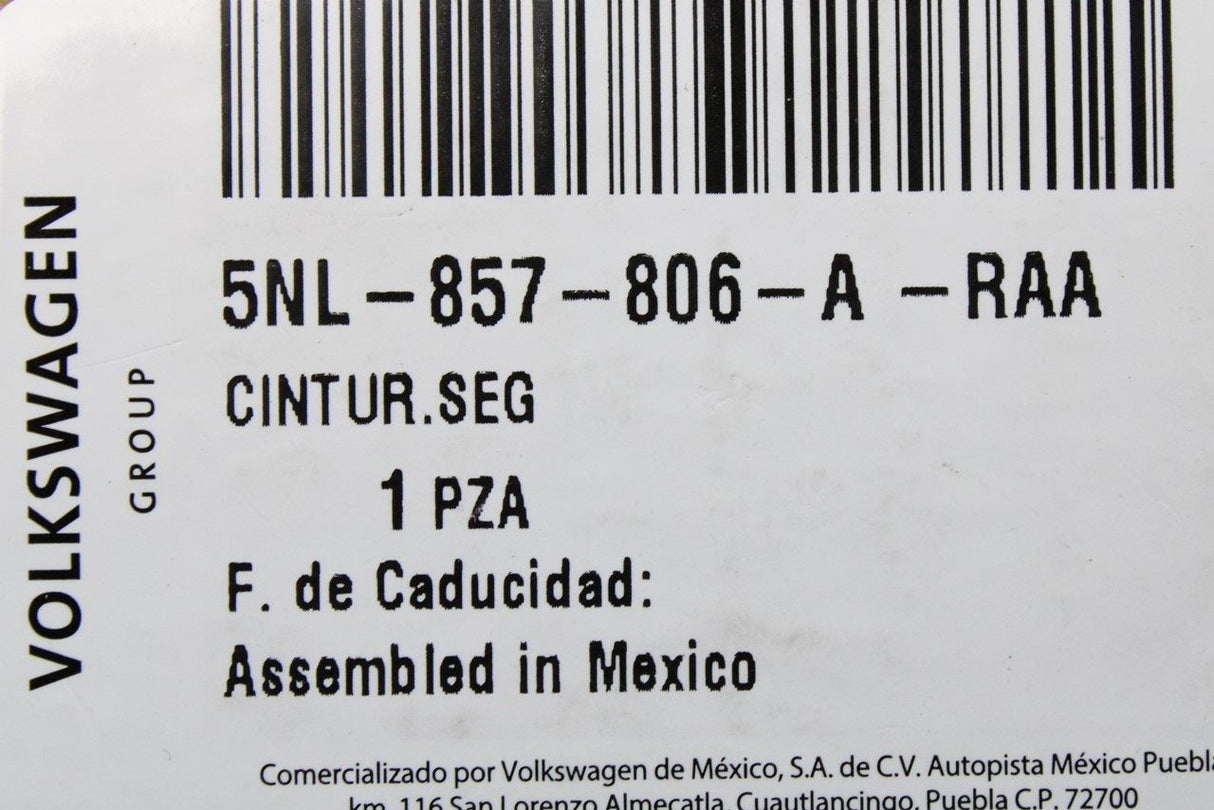 VOLKSWAGEN
GROUP
5NL-857-806-A -RAA
CINTUR.SEG
1 PZA
F. de Caducidad:
Assembled in Mexico
Comercializado por Volkswagen de México, S.A. de C.V. Autopista México Puebla
km. 116 San Lorenzo Almecatla, Cuautlancingo, Puebla C.P. 72700